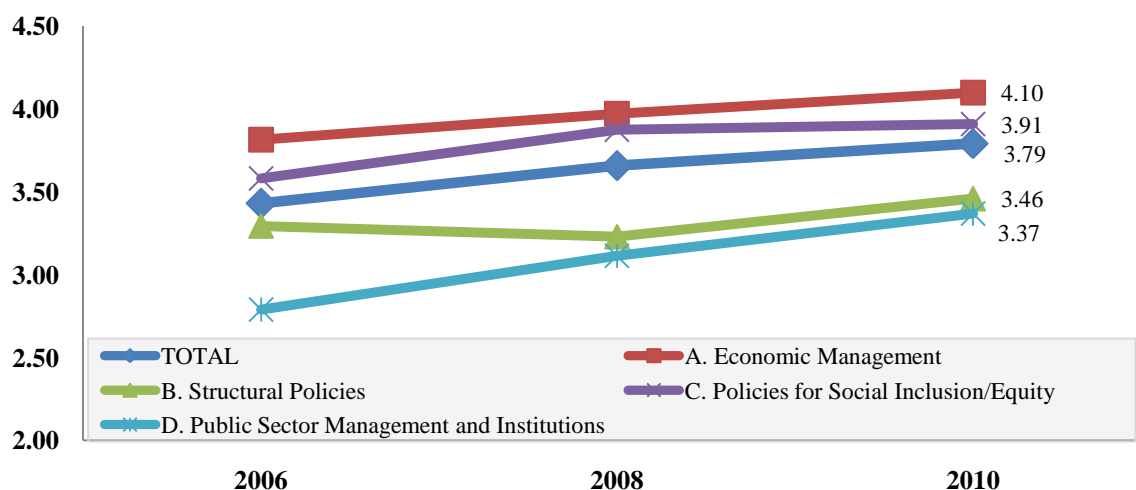 4.50
4.00
3.50
3.00
2.50
2.00
4.10
3.91
3.79
3.46
3.37
TOTAL
A. Economic Management
B. Structural Policies
C. Policies for Social Inclusion/Equity
D. Public Sector Management and Institutions
2006
2008
2010